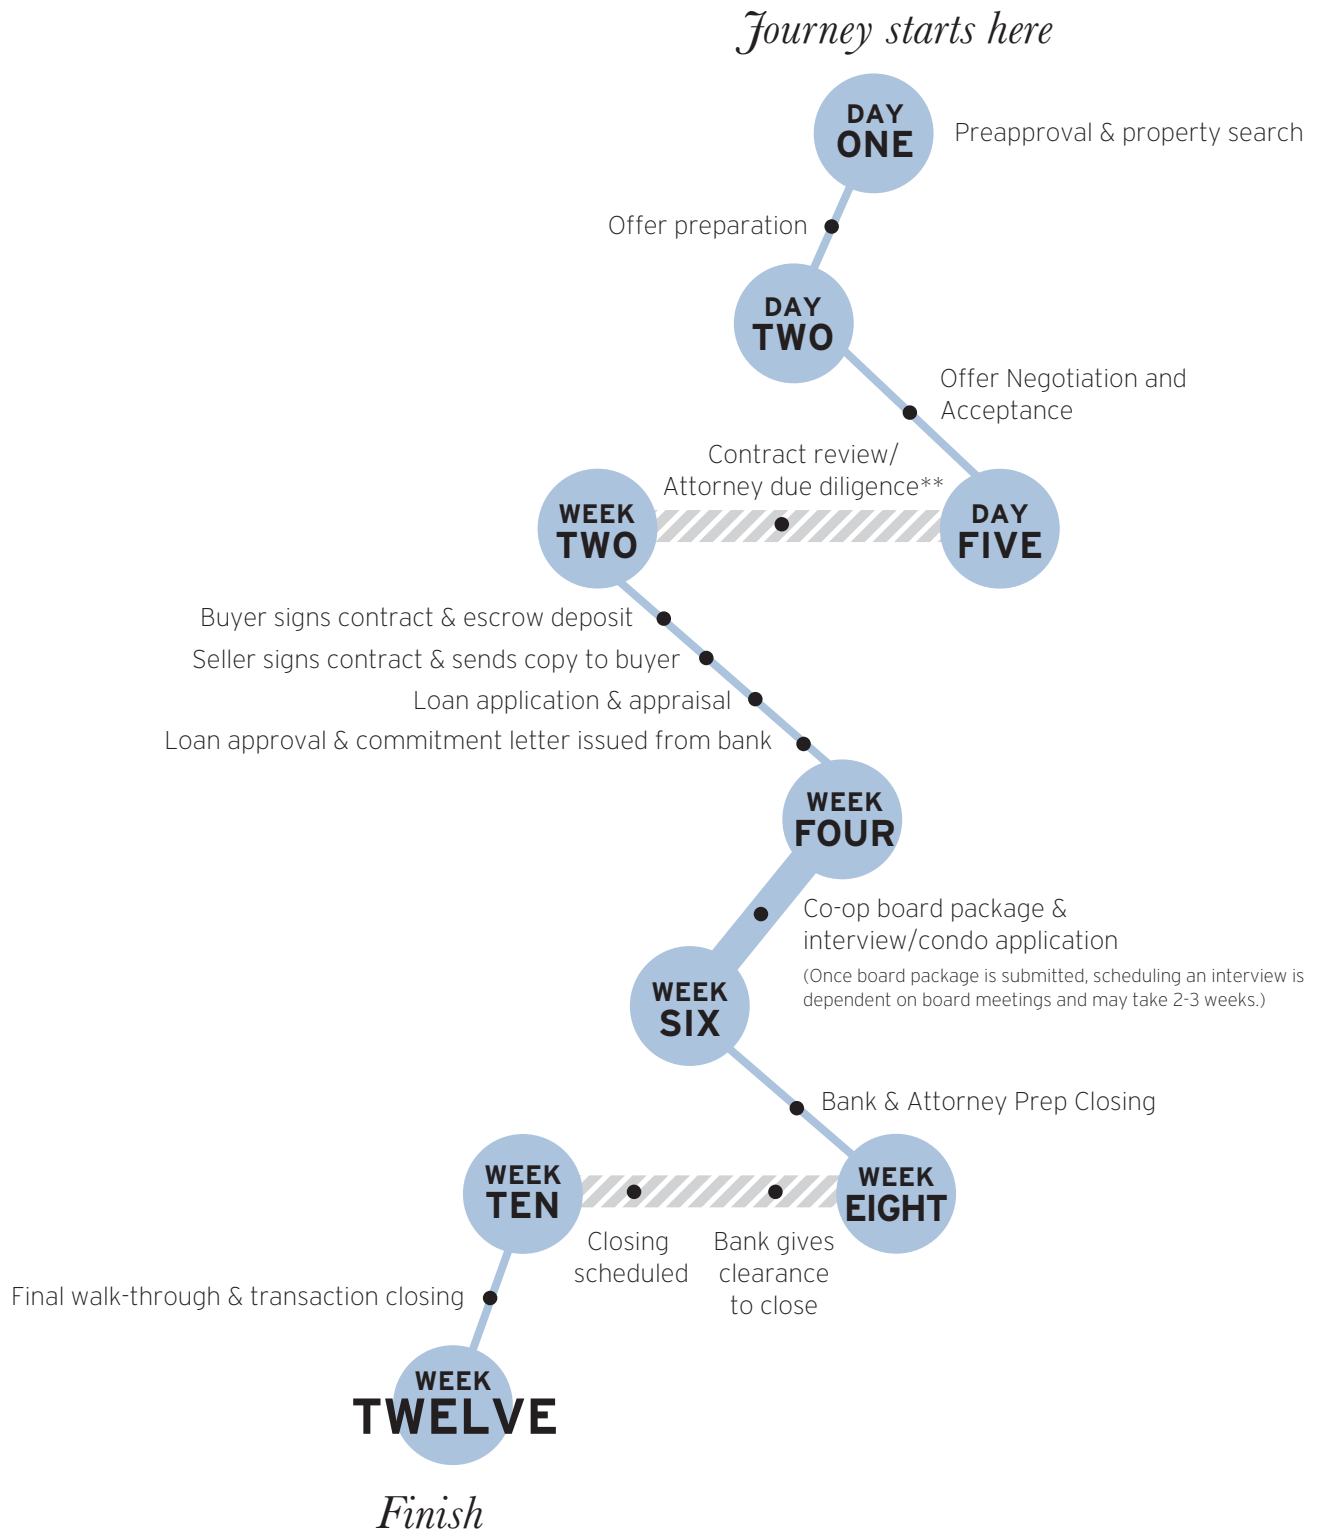 Journey starts here
DAY
ONE
Preapproval & property search
Offer preparation
DAY
TWO
Offer Negotiation and
Acceptance
Contract review/
Attorney due diligence**
DAY
FIVE
WEEK
TWO
Buyer signs contract & escrow deposit
Seller signs contract & sends copy to buyer
Loan application & appraisal
Loan approval & commitment letter issued from bank
WEEK
FOUR
Co-op board package &
interview/condo application
(Once board package is submitted, scheduling an interview is
dependent on board meetings and may take 2-3 weeks.)
WEEK
SIX
Bank & Attorney Prep Closing
WEEK
EIGHT
Bank gives
clearance
to close
Closing
scheduled
WEEK
TEN
Final walk-through & transaction closing
WEEK
TWELVE
Finish